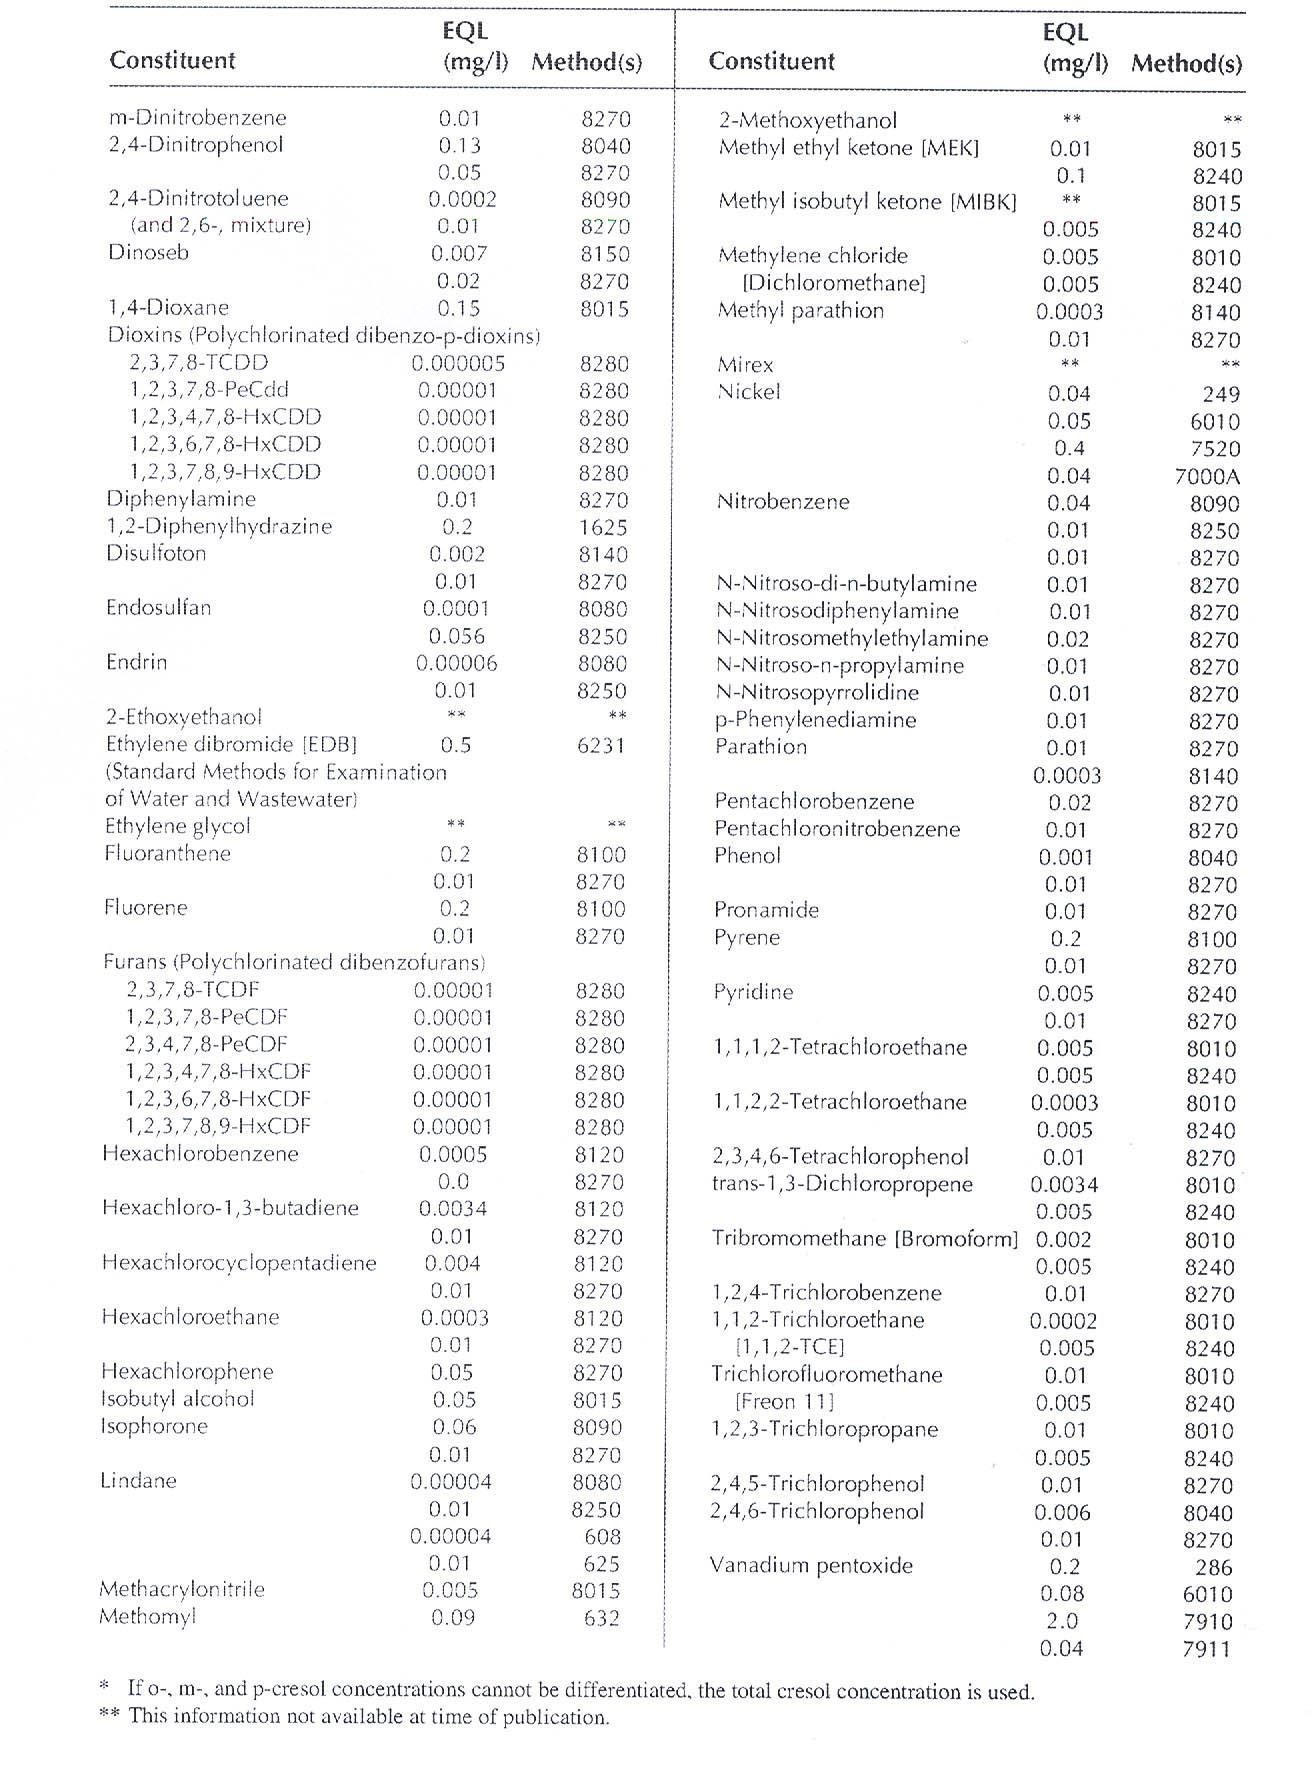 Constituent EQL (mg/l) Method(s)
m-Dinitrobenzene 0.01 8270
2,4-Dinitrophenol 0.13 8040
0.05 8270
2,4-Dinitrotoluene 0.0002 8090
(and 2,6-, mixture) 0.01 8270
Dinoseb 0.007 8150
0.02 8270
1,4-Dioxane 0.15 8015
Dioxins (Polychlorinated dibenzo-p-dioxins)
2,3,7,8-TCDD 0.000005 8280
1,2,3,7,8-PeCdd 0.00001 8280
1,2,3,4,7,8-HxCDD 0.00001 8280
1,2,3,6,7,8-HxCDD 0.00001 8280
1,2,3,7,8,9-HxCDD 0.00001 8280
Diphenylamine 0.01 8270
1,2-Diphenylhydrazine 0.2 1625
Disulfoton 0.002 8140
0.01 8270
Endosulfan 0.0001 8080
0.056 8250
Endrin 0.00006 8080
0.01 8250
2-Ethoxyethanol ** **
Ethylene dibromide [EDB] 0.5 6231
(Standard Methods for Examination
of Water and Wastewater)
Ethylene glycol ** **
Fluoranthene 0.2 8100
0.01 8270
Fluorene 0.2 8100
0.01 8270
Furans (Polychlorinated dibenzofurans)
2,3,7,8-TCDF 0.00001 8280
1,2,3,7,8-PeCDF 0.00001 8280
2,3,4,7,8-PeCDF 0.00001 8280
1,2,3,4,7,8-HxCDF 0.00001 8280
1,2,3,6,7,8-HxCDF 0.00001 8280
1,2,3,7,8,9-HxCDF 0.00001 8280
Hexachlorobenzene 0.0005 8120
0.0 8270
Hexachloro-1,3-butadiene 0.0034 8120
0.01 8270
Hexachlorocyclopentadiene 0.004 8120
0.01 8270
Hexachloroethane 0.0003 8120
0.01 8270
Hexachlorophene 0.05 8270
Isobutyl alcohol 0.05 8015
Isophorone 0.06 8090
0.01 8270
Lindane 0.00004 8080
0.01 8250
0.00004 608
0.01 625
Methacrylonitrile 0.005 8015
Methomyl 0.09 632
Constituent EQL (mg/l) Method(s)
2-Methoxyethanol ** **
Methyl ethyl ketone [MEK] 0.01 8015
0.1 8240
Methyl isobutyl ketone [MIBK] ** 8015
0.005 8240
Methylene chloride 0.005 8010
[Dichloromethane] 0.005 8240
Methyl parathion 0.0003 8140
0.01 8270
Mirex ** **
Nickel 0.04 249
0.05 6010
0.4 7520
0.04 7000A
Nitrobenzene 0.04 8090
0.01 8250
0.01 8270
N-Nitroso-di-n-butylamine 0.01 8270
N-Nitrosodiphenylamine 0.01 8270
N-Nitrosomethylethylamine 0.02 8270
N-Nitroso-n-propylamine 0.01 8270
N-Nitrosopyrrolidine 0.01 8270
p-Phenylenediamine 0.01 8270
Parathion 0.01 8270
0.0003 8140
Pentachlorobenzene 0.02 8270
Pentachloronitrobenzene 0.01 8270
Phenol 0.001 8040
0.01 8270
Pronamide 0.01 8270
Pyrene 0.2 8100
0.01 8270
Pyridine 0.005 8240
0.01 8270
1,1,1,2-Tetrachloroethane 0.005 8010
0.005 8240
1,1,2,2-Tetrachloroethane 0.0003 8010
0.005 8240
2,3,4,6-Tetrachlorophenol 0.01 8270
trans-1,3-Dichloropropene 0.0034 8010
0.005 8240
Tribromomethane [Bromoform] 0.002 8010
0.005 8240
1,2,4-Trichlorobenzene 0.01 8270
1,1,2-Trichloroethane 0.0002 8010
[1,1,2-TCE] 0.005 8240
Trichlorofluoromethane 0.01 8010
[Freon 11] 0.005 8240
1,2,3-Trichloropropane 0.01 8010
0.005 8240
2,4,5-Trichlorophenol 0.01 8270
2,4,6-Trichlorophenol 0.006 8040
0.01 8270
Vanadium pentoxide 0.2 286
0.08 6010
2.0 7910
0.04 7911
* If o-, m-, and p-cresol concentrations cannot be differentiated, the total cresol concentration is used.
** This information not available at time of publication.